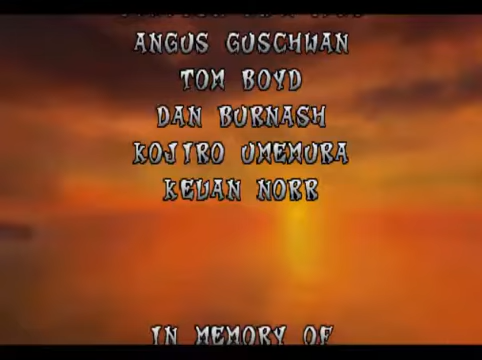 ANGUS GUSCHWAN
TOM BOYD
DAN BURNASH
KOJIRO UMEMURA
KEVAN NORR
IN MEMORY OF